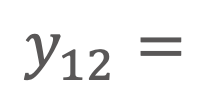 y₁₂ =